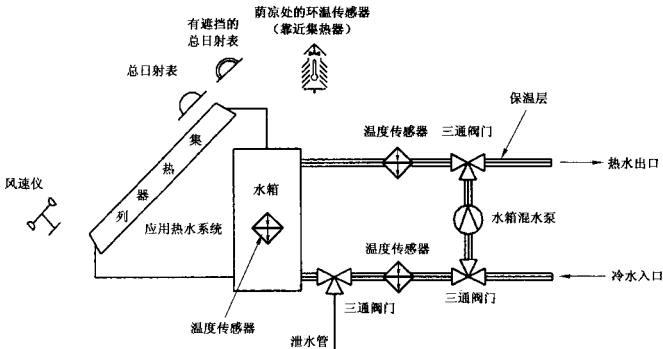 荫凉处的环温传感器
（靠近集热器）
有遮挡的
总日射表
总日射表
集
热
器
列
风速仪
应用热水系统
水箱
温度传感器
温度传感器
三通阀门
保温层
热水出口
水箱混水泵
温度传感器
三通阀门
冷水入口
三通阀门
泄水管